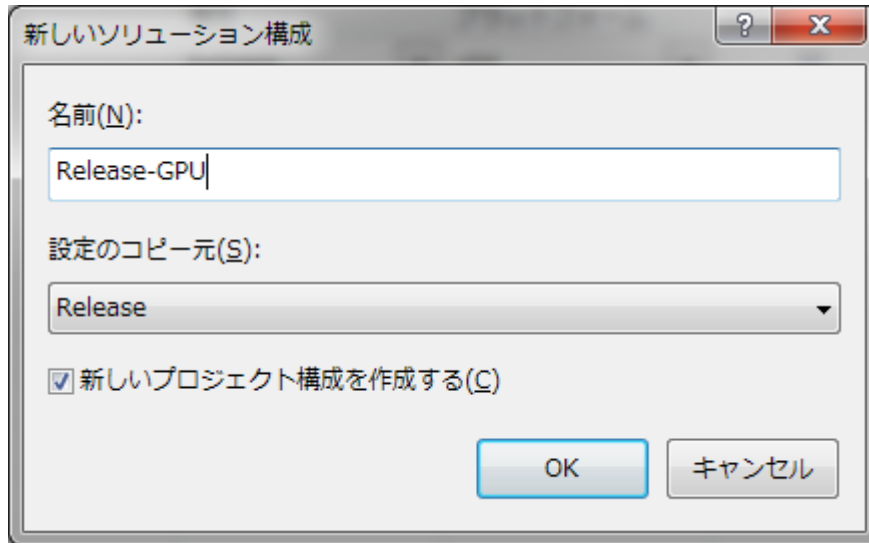 新しいソリューション構成
?
名前(N):
Release-GPU
設定のコピー元(S):
Release
新しいプロジェクト構成を作成する(C)
OK
キャンセル